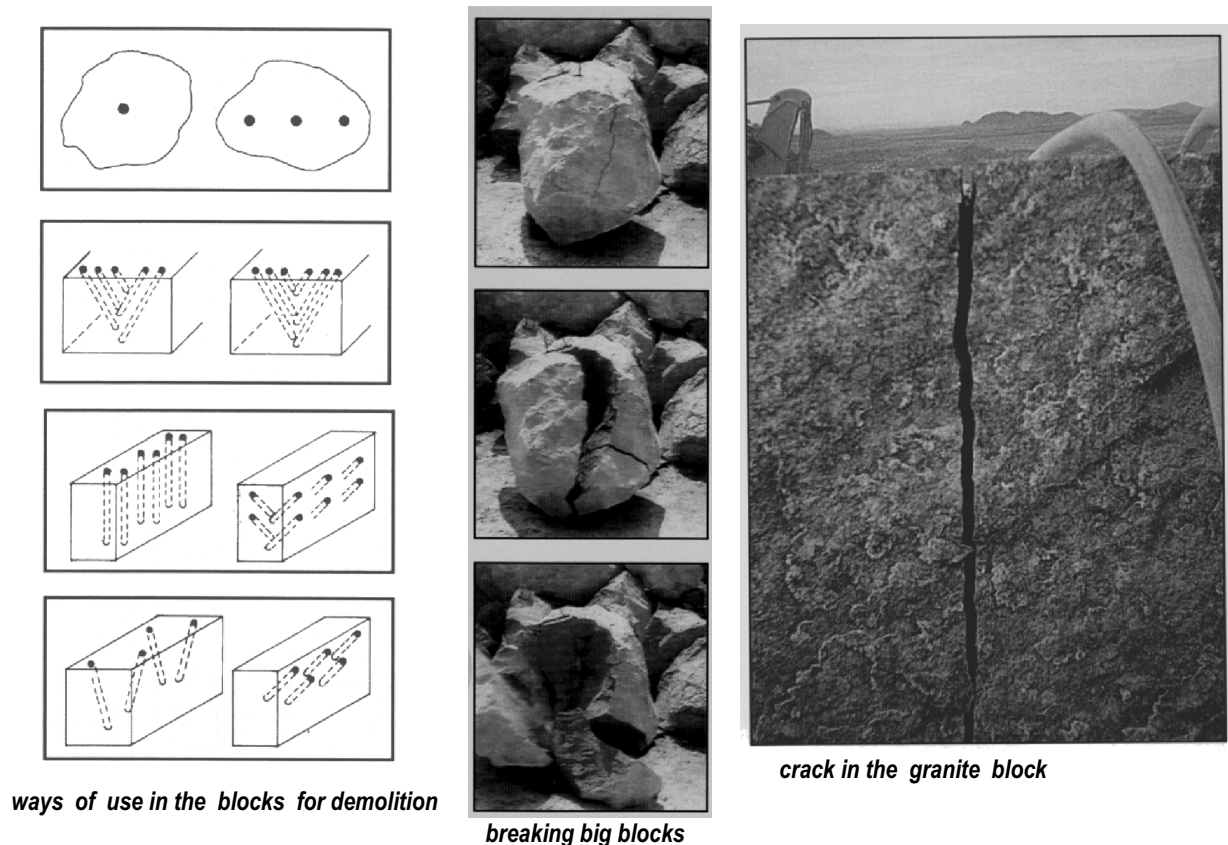 ways of use in the blocks for demolition
breaking big blocks
crack in the granite block